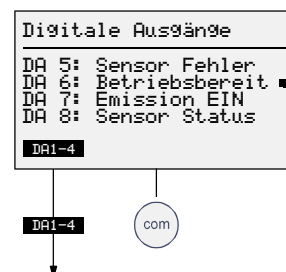 Digitale Ausgänge
DA 5: Sensor Fehler
DA 6: Betriebsbereit
DA 7: Emission EIN
DA 8: Sensor Status
DA1-4
DA1-4
com